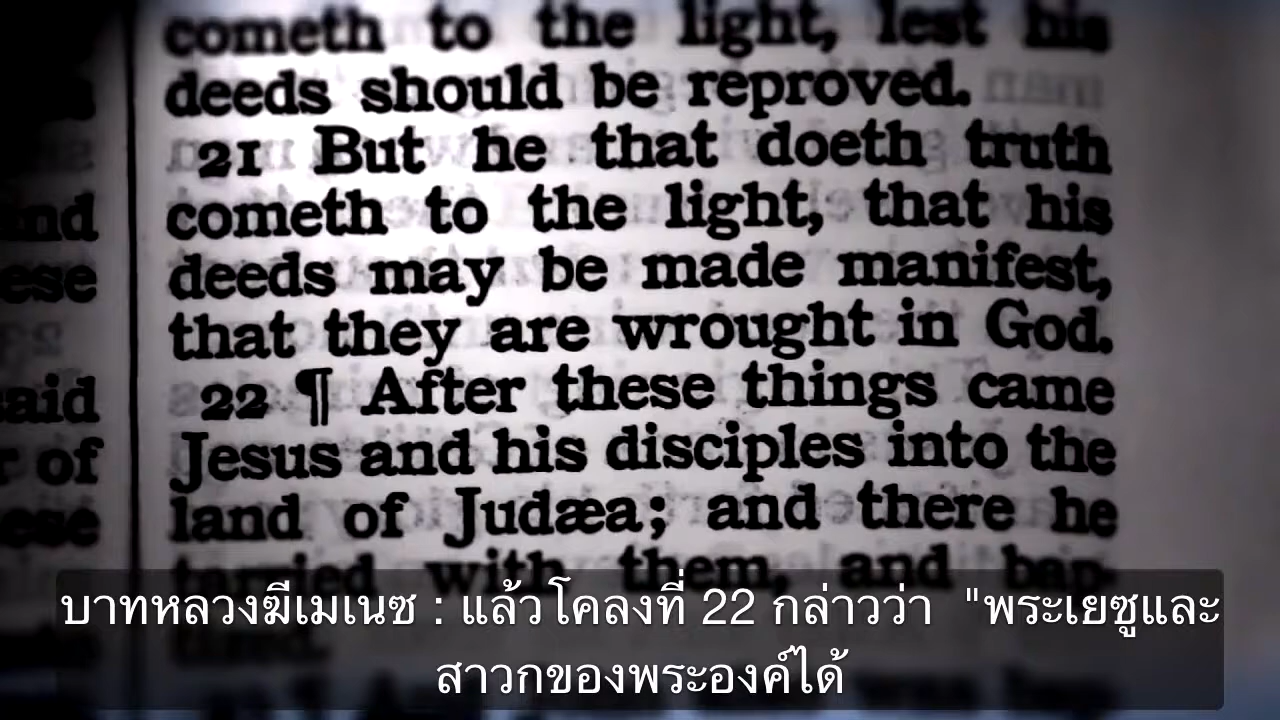 cometh to the light, lest his
deeds should be reproved.
21 But he that doeth truth
cometh to the light, that his
deeds may be made manifest,
that they are wrought in God.
22 ¶ After these things came
Jesus and his disciples into the
land of Judæa; and there he
tarried with them, and bap-
บาทหลวงฆีเมเนซ : แล้วโคลงที่ 22 กล่าวว่า "พระเยซูและ
สาวกของพระองค์ได้